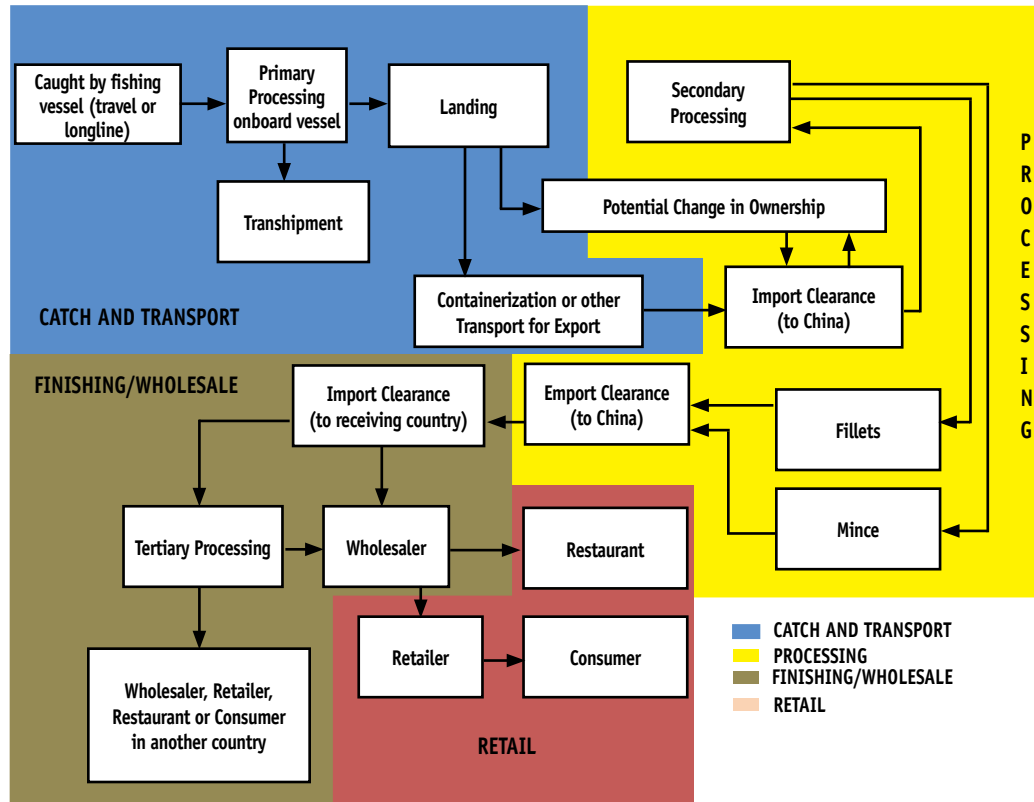 Caught by fishing
vessel (travel or
longline)
Primary
Processing
onboard vessel
Landing
Transhipment
Containerization or other
Transport for Export
CATCH AND TRANSPORT
Secondary
Processing
Potential Change in Ownership
Import Clearance
(to China)
PROCESSING
Fillets
Mince
Emport Clearance
(to China)
FINISHING/WHOLESALE
Import Clearance
(to receiving country)
Tertiary Processing
Wholesaler
Wholesaler, Retailer,
Restaurant or Consumer
in another country
Restaurant
Retailer
Consumer
RETAIL
CATCH AND TRANSPORT
PROCESSING
FINISHING/WHOLESALE
RETAIL